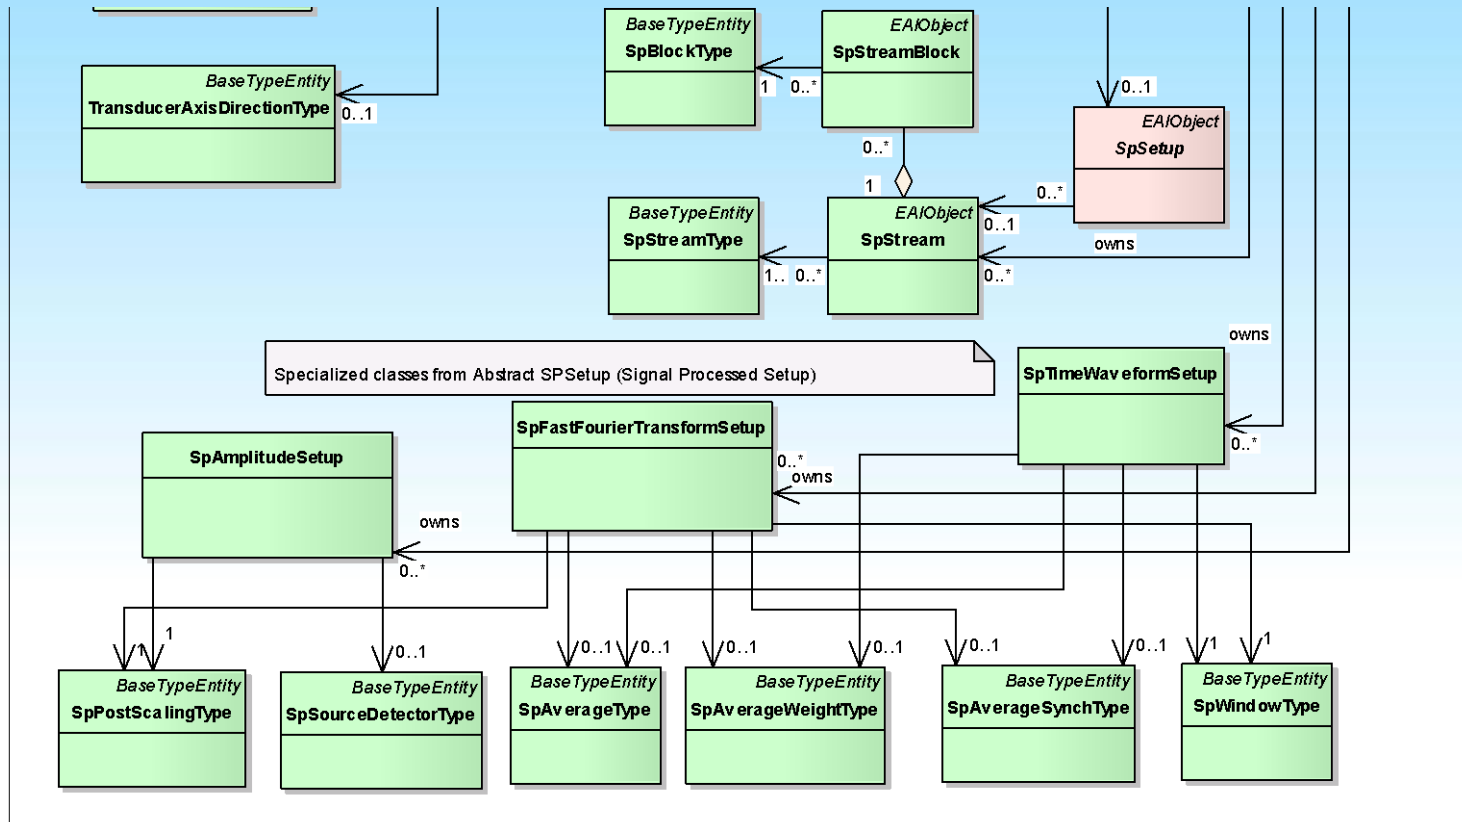 BaseTypeEntity
SpBlockType
EAIObject
SpStreamBlock
1
0..*
BaseTypeEntity
TransducerAxisDirectionType
0..1
0..1
EAIObject
SpSetup
0..*
1
0..*
0..1
BaseTypeEntity
SpStreamType
EAIObject
SpStream
owns
1..
0..*
0..*
owns
Specialized classes from Abstract SPSetup (Signal Processed Setup)
SpTimeWaveformSetup
0..*
SpFastFourierTransformSetup
SpAmplitudeSetup
0..*
owns
owns
0..*
1
1
0..1
0..1
0..1
0..1
0..1
0..1
0..1
1
1
BaseTypeEntity
SpPostScalingType
BaseTypeEntity
SpSourceDetectorType
BaseTypeEntity
SpAverageType
BaseTypeEntity
SpAverageWeightType
BaseTypeEntity
SpAverageSynchType
BaseTypeEntity
SpWindowType